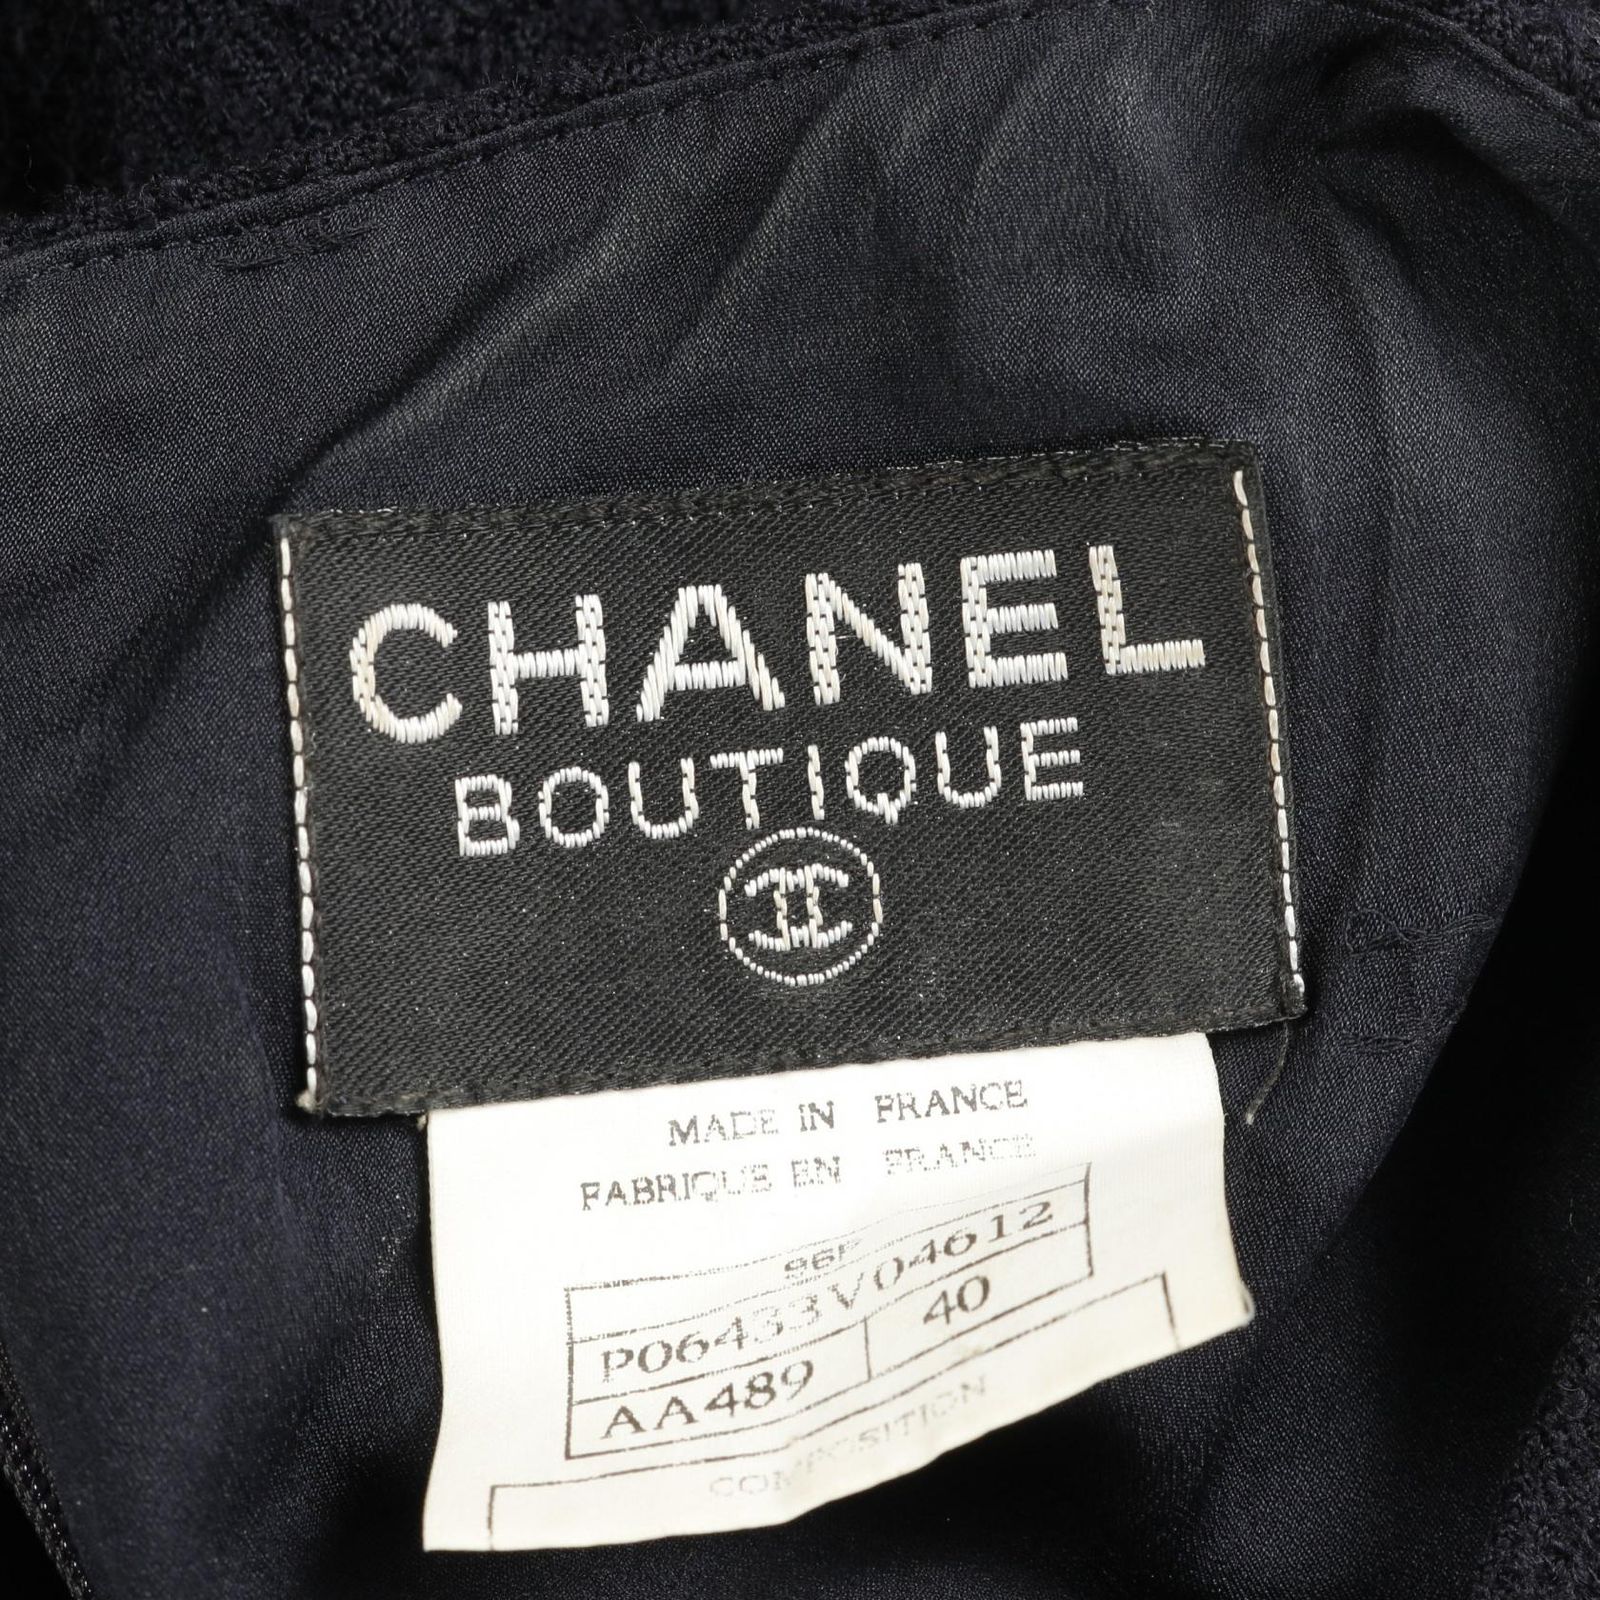 CHANEL
BOUTIQUE
MADE IN FRANCE
FABRIQUE EN FRANCE
96P
P06433V04612
AA489 40
COMPOSITION